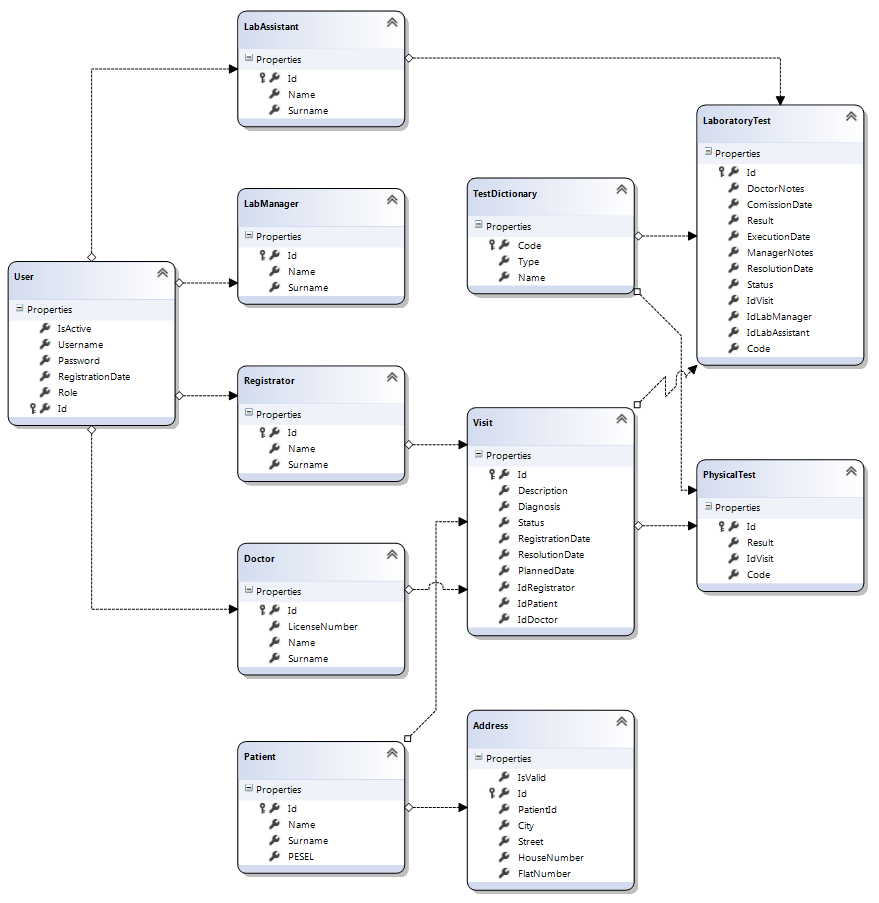 LabAssistant
Properties
Id
Name
Surname
LabManager
Properties
Id
Name
Surname
User
Properties
IsActive
Username
Password
RegistrationDate
Role
Id
Registrator
Properties
Id
Name
Surname
Doctor
Properties
Id
LicenseNumber
Name
Surname
Patient
Properties
Id
Name
Surname
PESEL
TestDictionary
Properties
Code
Type
Name
Visit
Properties
Id
Description
Diagnosis
Status
RegistrationDate
ResolutionDate
PlannedDate
IdRegistrator
IdPatient
IdDoctor
Address
Properties
IsValid
Id
PatientId
City
Street
HouseNumber
FlatNumber
LaboratoryTest
Properties
Id
DoctorNotes
ComissionDate
Result
ExecutionDate
ManagerNotes
ResolutionDate
Status
IdVisit
IdLabManager
IdLabAssistant
Code
PhysicalTest
Properties
Id
Result
IdVisit
Code